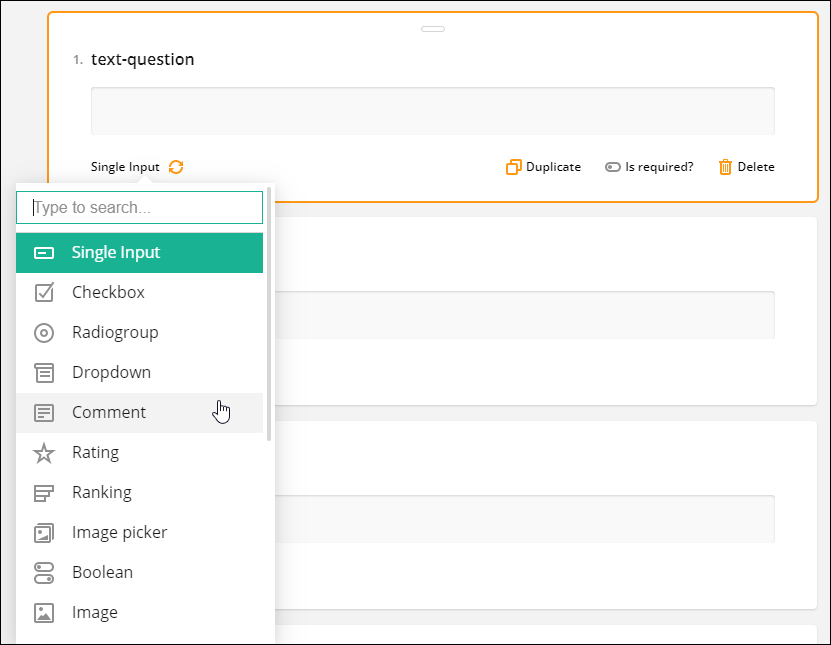 1. text-question
Single Input Duplicate Is required? Delete
Type to search...
Single Input
Checkbox
Radiogroup
Dropdown
Comment
Rating
Ranking
Image picker
Boolean
Image